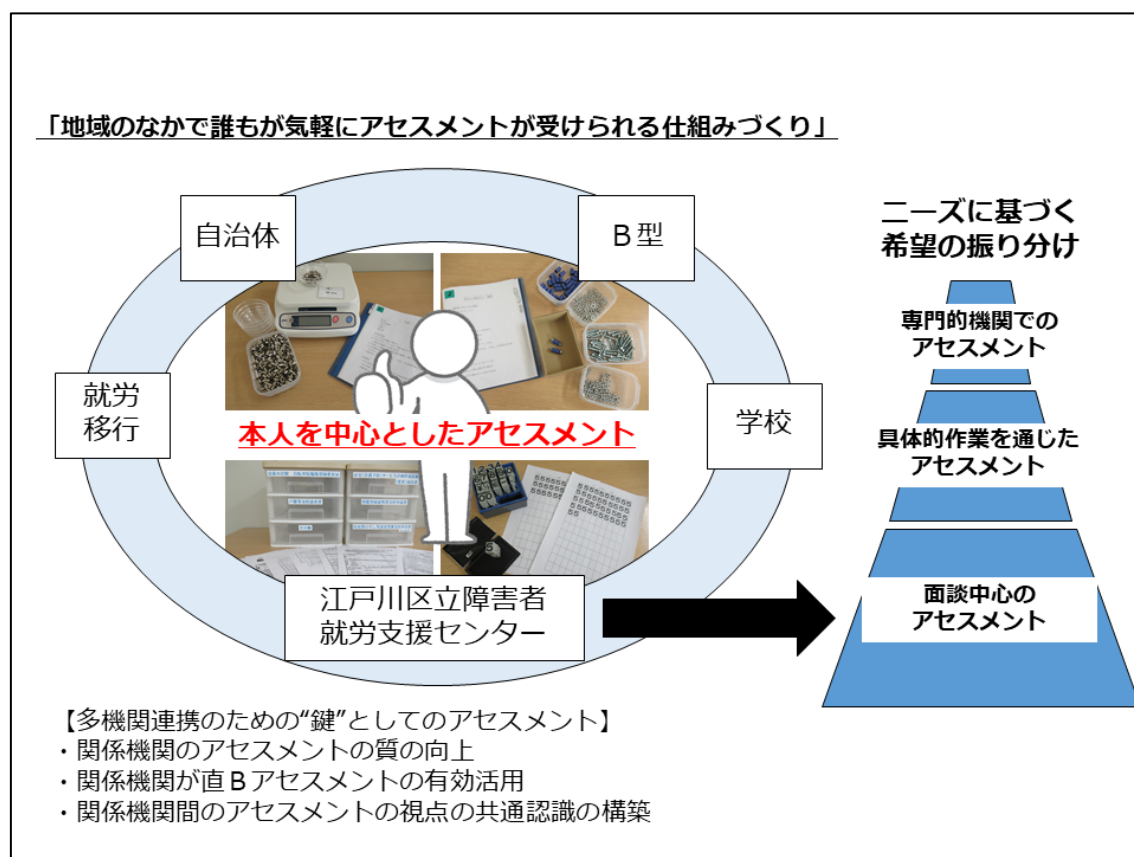 「地域のなかで誰もが気軽にアセスメントが受けられる仕組みづくり」
自治体
Ｂ型
就労
移行
学校
本人を中心としたアセスメント
江戸川区立障害者
就労支援センター
ニーズに基づく
希望の振り分け
専門的機関での
アセスメント
具体的作業を通じた
アセスメント
面談中心の
アセスメント
【多機関連携のための“鍵”としてのアセスメント】
・関係機関のアセスメントの質の向上
・関係機関が直Ｂアセスメントの有効活用
・関係機関間のアセスメントの視点の共通認識の構築